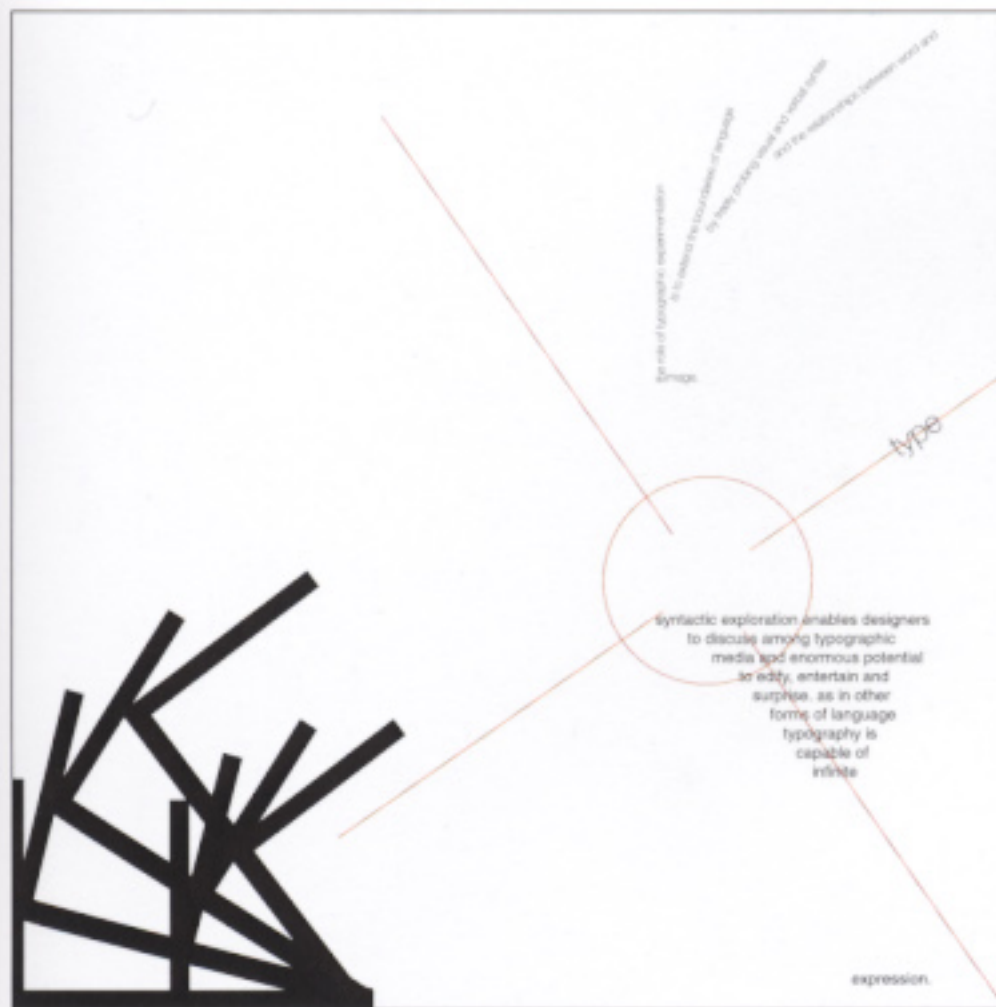 the role of typographic experimentation
is to extend the boundaries of language
by freely probing visual and verbal syntax
and the relationships between word and
image.
type
syntactic exploration enables designers
to discuss among typographic
media and enormous potential
to edify, entertain and
surprise. as in other
forms of language
typography is
capable of
infinite
expression.